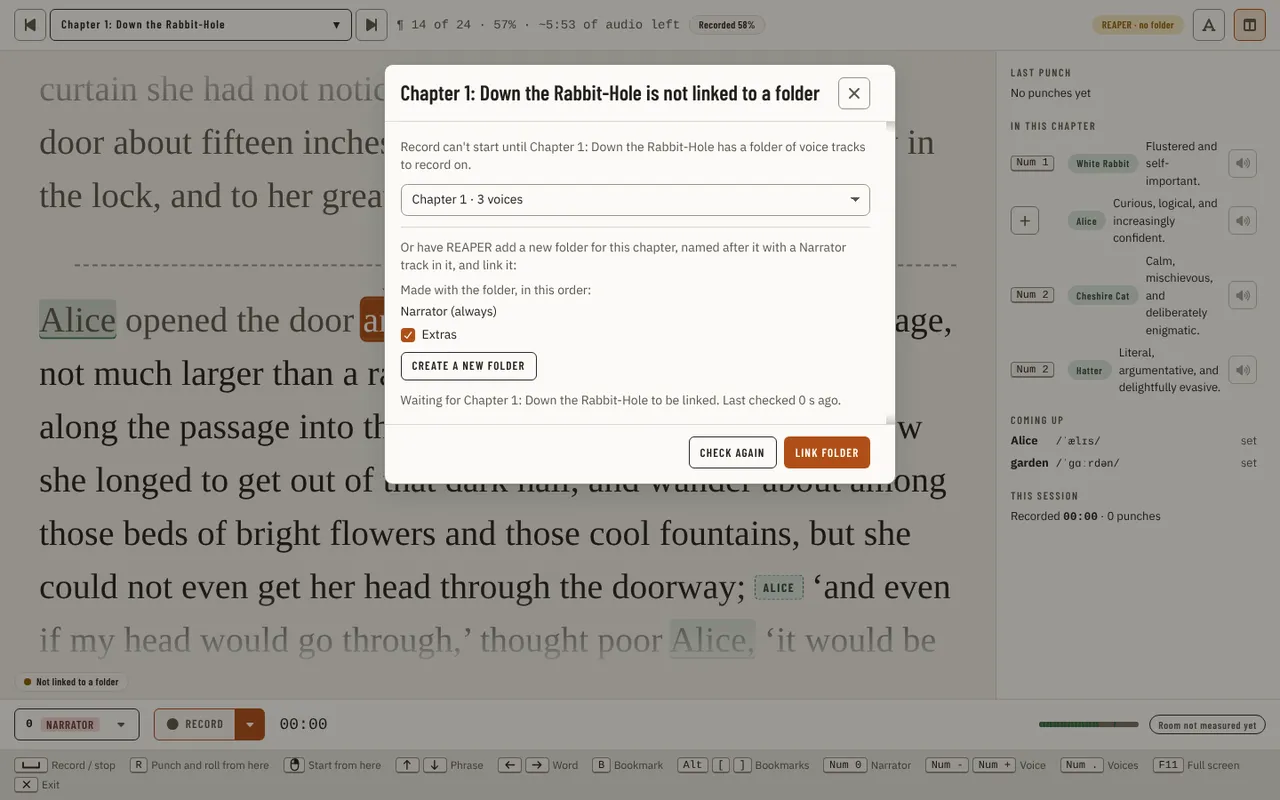 Chapter 1: Down the Rabbit-Hole
¶ 14 of 24 · 57% · ~5:53 of audio left
Recorded 58%
REAPER · no folder
A
curtain she had not notic
door about fifteen inches
y in
the lock, and to her grea
Alice opened the door
age,
not much larger than a ra
along the passage into th
w
she longed to get out of that dark hall, and wander about among
those beds of bright flowers and those cool fountains, but she
could not even get her head through the doorway; ALICE ‘and even
if my head would go through,’ thought poor Alice, ‘it would be
Chapter 1: Down the Rabbit-Hole is not linked to a folder
Record can't start until Chapter 1: Down the Rabbit-Hole has a folder of voice tracks
to record on.
Chapter 1 · 3 voices
Or have REAPER add a new folder for this chapter, named after it with a Narrator
track in it, and link it:
Made with the folder, in this order:
Narrator (always)
Extras
CREATE A NEW FOLDER
Waiting for Chapter 1: Down the Rabbit-Hole to be linked. Last checked 0 s ago.
CHECK AGAIN
LINK FOLDER
LAST PUNCH
No punches yet
IN THIS CHAPTER
Num 1
White Rabbit
Flustered and
self-
important.
Alice
Curious, logical, and
increasingly
confident.
Num 2
Cheshire Cat
Calm,
mischievous,
and
deliberately
enigmatic.
Num 2
Hatter
Literal,
argumentative, and
delightfully evasive.
COMING UP
Alice /ˈælɪs/ set
garden /ˈɡɑːrdən/ set
THIS SESSION
Recorded 00:00 · 0 punches
Not linked to a folder
0 NARRATOR
RECORD
00:00
Room not measured yet
Record / stop
R Punch and roll from here
Start from here
↑ ↓ Phrase
← → Word
B Bookmark
Alt [ ] Bookmarks
Num 0 Narrator
Num - Num + Voice
Num . Voices
F11 Full screen
✕ Exit